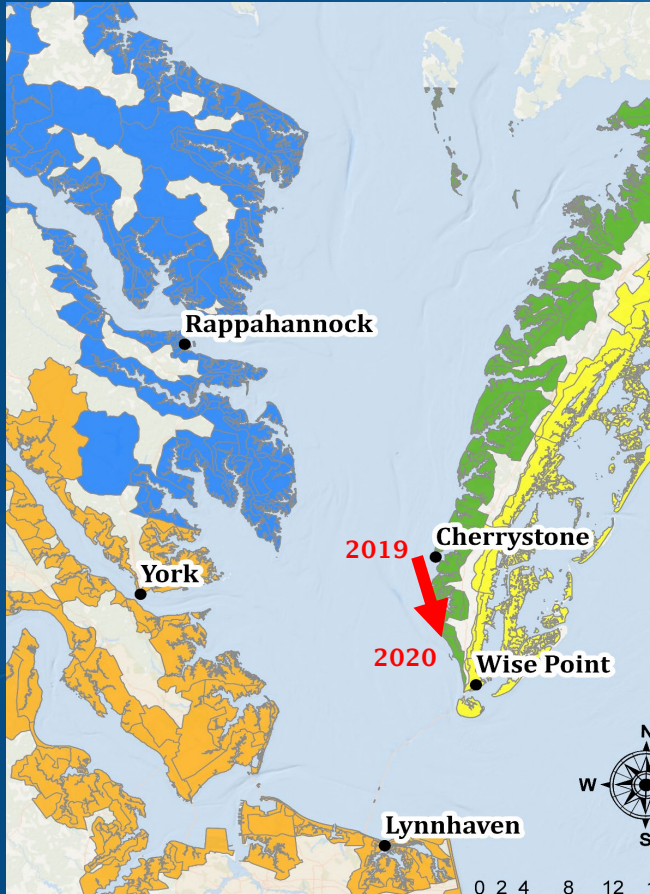 Rappahannock
Cherrystone
2019
York
2020
Wise Point
N
W
S
Lynnhaven
0 2 4 8 12